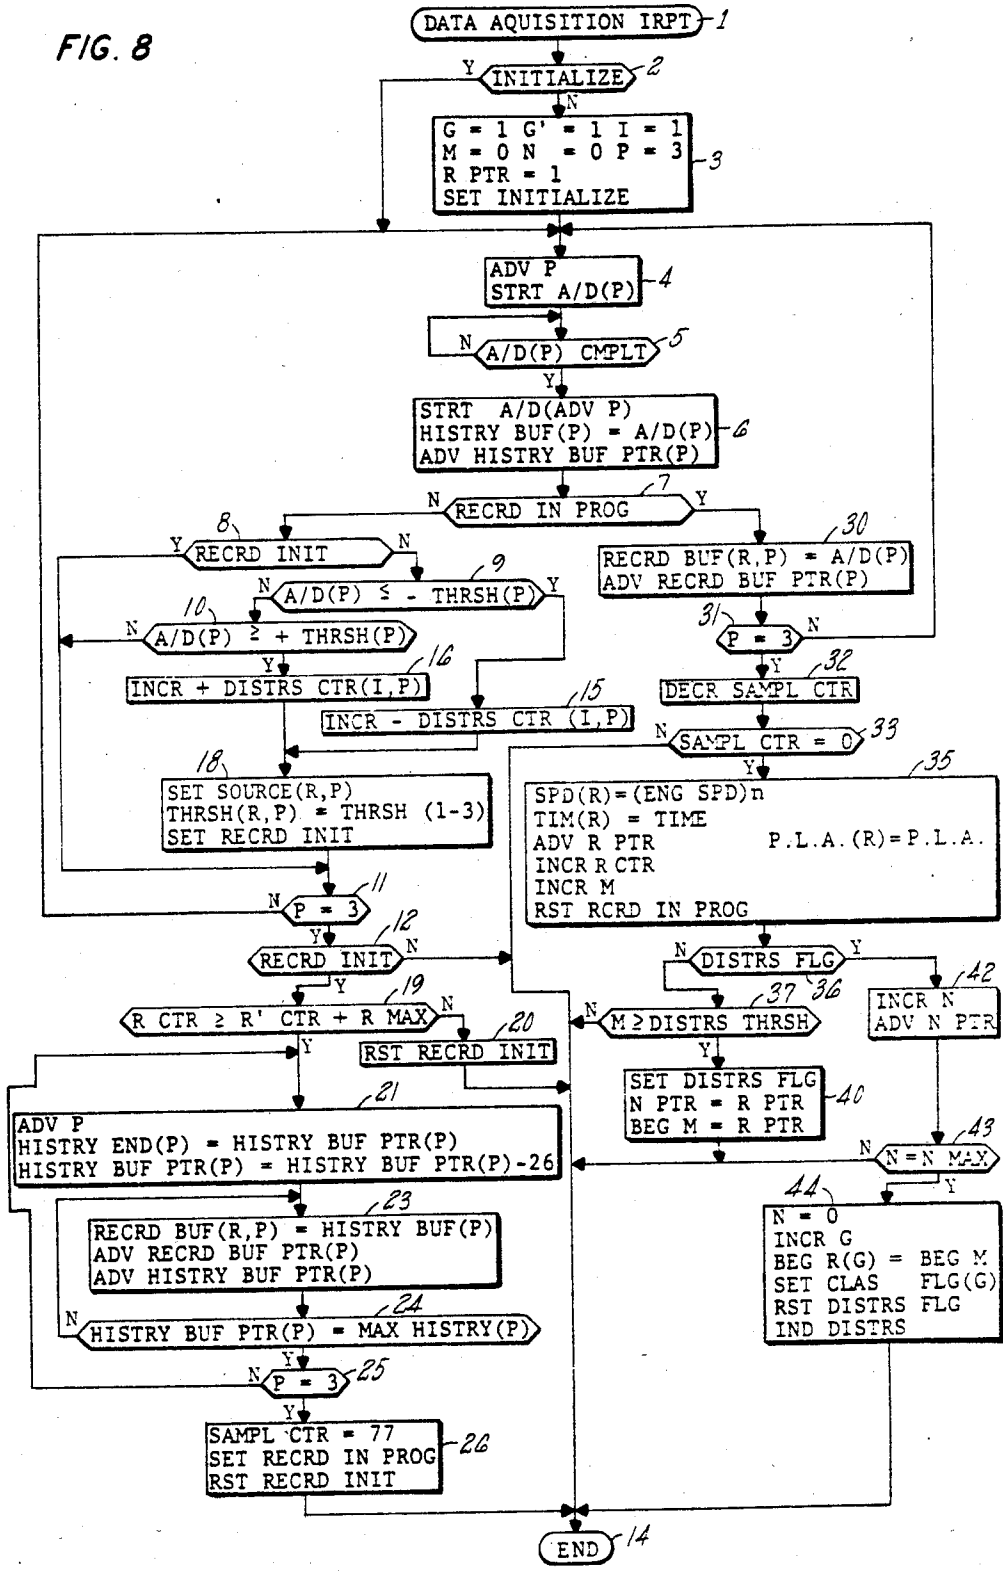 FIG. 8
DATA AQUISITION IRPT
1
Y
INITIALIZE
2
N
G = 1 G' = 1 I = 1
M = 0 N = 0 P = 3
R PTR = 1
SET INITIALIZE
3
ADV P
STRT A/D(P)
4
N
A/D(P) CMPLT
5
Y
STRT A/D(ADV P)
HISTRY BUF(P) = A/D(P)
ADV HISTRY BUF PTR(P)
6
N
RECRD IN PROG
7
Y
8
Y
RECRD INIT
N
9
N
A/D(P) ≤ - THRSH(P)
Y
10
N
A/D(P) ≥ + THRSH(P)
Y
16
INCR + DISTRS CTR(I,P)
15
INCR - DISTRS CTR (I,P)
18
SET SOURCE(R,P)
THRSH(R,P) = THRSH (1-3)
SET RECRD INIT
11
N
P = 3
Y
12
RECRD INIT
N
Y
19
R CTR ≥ R' CTR + R MAX
N
Y
20
RST RECRD INIT
21
ADV P
HISTRY END(P) = HISTRY BUF PTR(P)
HISTRY BUF PTR(P) = HISTRY BUF PTR(P)-26
23
RECRD BUF(R,P) = HISTRY BUF(P)
ADV RECRD BUF PTR(P)
ADV HISTRY BUF PTR(P)
24
N
HISTRY BUF PTR(P) = MAX HISTRY(P)
Y
N
P = 3
25
Y
SAMPL CTR = 77
SET RECRD IN PROG
RST RECRD INIT
26
30
RECRD BUF(R,P) = A/D(P)
ADV RECRD BUF PTR(P)
31
P = 3
N
Y
32
DECR SAMPL CTR
N
SAMPL CTR = 0
33
Y
35
SPD(R)=(ENG SPD)n
TIM(R) = TIME
ADV R PTR P.L.A.(R)=P.L.A.
INCR R CTR
INCR M
RST RCRD IN PROG
N
DISTRS FLG
Y
36
42
INCR N
ADV N PTR
37
N
M ≥ DISTRS THRSH
Y
SET DISTRS FLG
N PTR = R PTR
BEG M = R PTR
40
43
N
N = N MAX
Y
44
N = 0
INCR G
BEG R(G) = BEG M
SET CLAS FLG(G)
RST DISTRS FLG
IND DISTRS
END
14